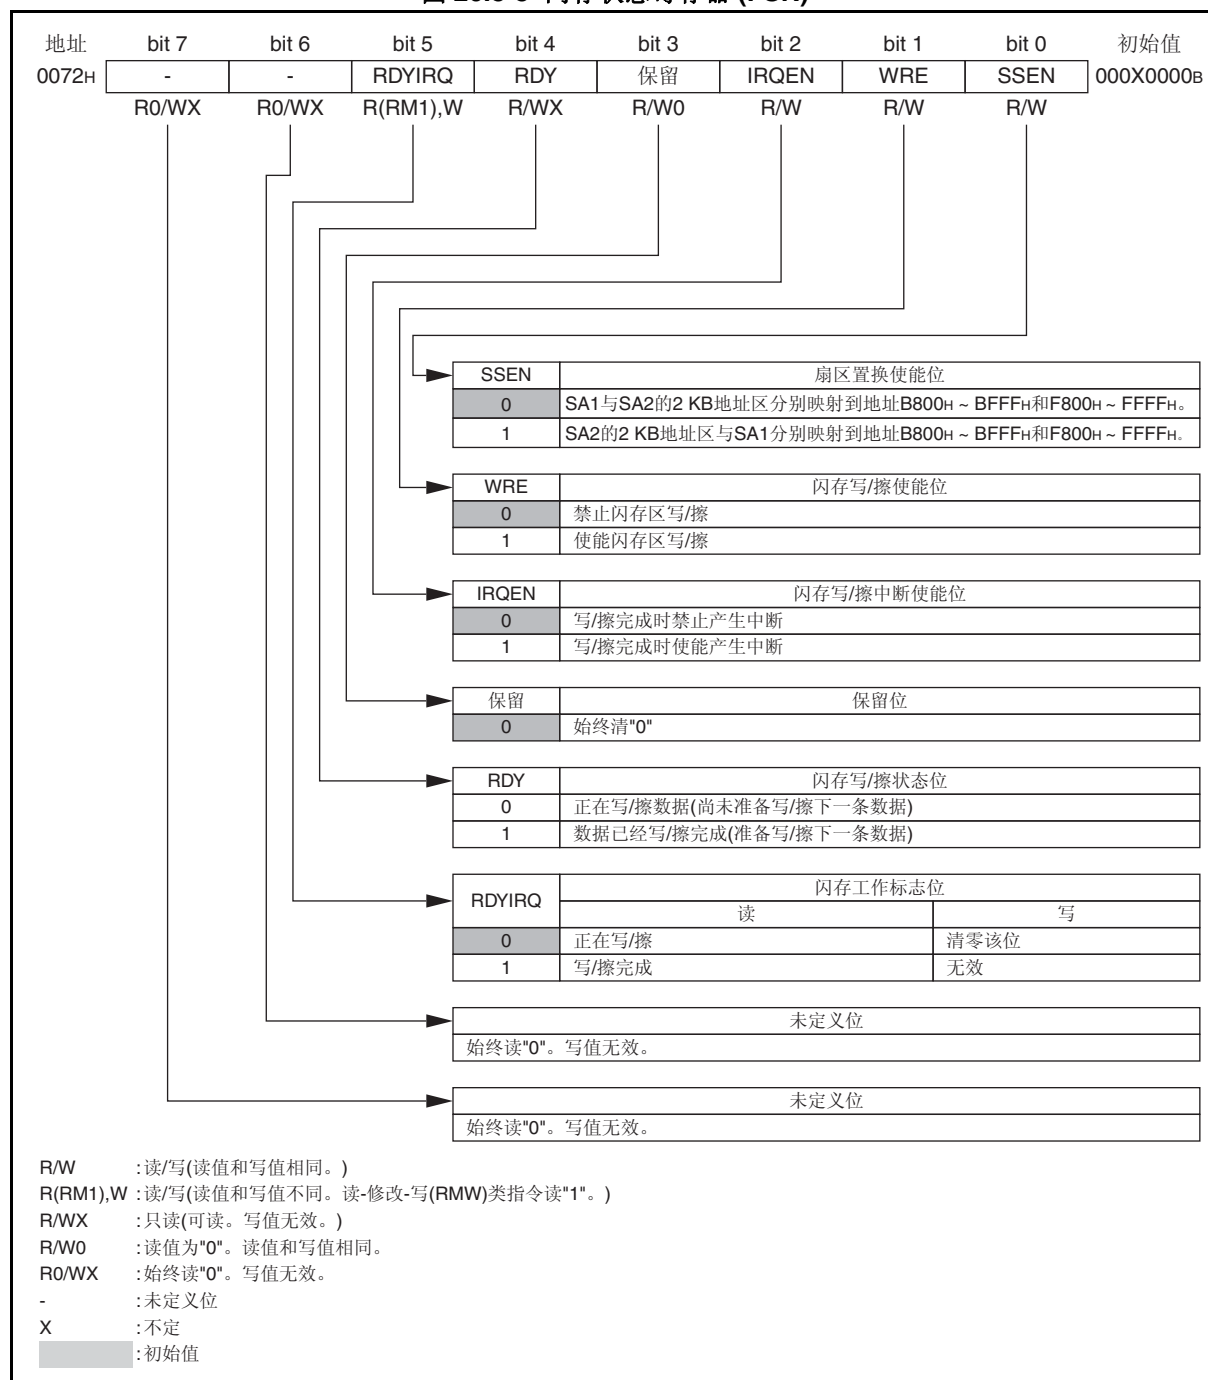 地址 bit 7 bit 6 bit 5 bit 4 bit 3 bit 2 bit 1 bit 0 初始值
0072H - - RDYIRQ RDY 保留 IRQEN WRE SSEN 000X0000B
R0/WX R0/WX R(RM1),W R/WX R/W0 R/W R/W R/W
SSEN 扇区置换使能位
0 SA1与SA2的2 KB地址区分别映射到地址B800H ~ BFFFH和F800H ~ FFFFH。
1 SA2的2 KB地址区与SA1分别映射到地址B800H ~ BFFFH和F800H ~ FFFFH。
WRE 闪存写/擦使能位
0 禁止闪存区写/擦
1 使能闪存区写/擦
IRQEN 闪存写/擦中断使能位
0 写/擦完成时禁止产生中断
1 写/擦完成时使能产生中断
保留 保留位
0 始终清"0"
RDY 闪存写/擦状态位
0 正在写/擦数据(尚未准备写/擦下一条数据)
1 数据已经写/擦完成(准备写/擦下一条数据)
RDYIRQ 闪存工作标志位
读 写
0 正在写/擦 清零该位
1 写/擦完成 无效
未定义位
始终读"0"。写值无效。
未定义位
始终读"0"。写值无效。
R/W :读/写(读值和写值相同。)
R(RM1),W :读/写(读值和写值不同。读-修改-写(RMW)类指令读"1"。)
R/WX :只读(可读。写值无效。)
R/W0 :读值为"0"。读值和写值相同。
R0/WX :始终读"0"。写值无效。
- :未定义位
X :不定
:初始值